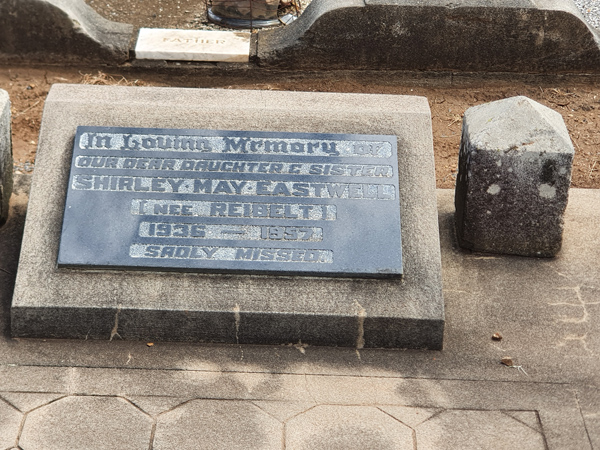 FATHER
In Loving Memory of
OUR DEAR DAUGHTER & SISTER
SHIRLEY MAY EASTWELL
(NEE REIBELT)
1936 — 1957
SADLY MISSED.